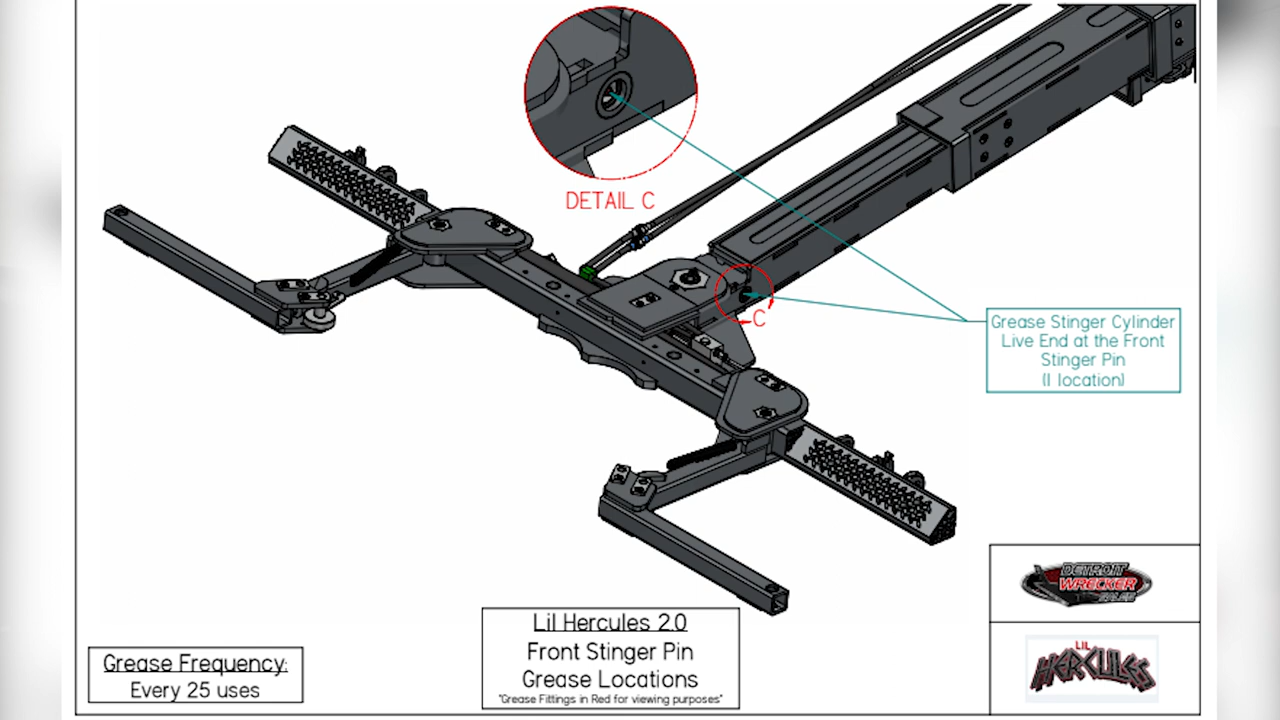 DETAIL C
C
Grease Stinger Cylinder
Live End at the Front
Stinger Pin
(1 location)
Grease Frequency:
Every 25 uses
Lil Hercules 2.0
Front Stinger Pin
Grease Locations
"Grease Fittings in Red for viewing purposes"
DETROIT
WRECKER
SALES
LIL
HERCULES